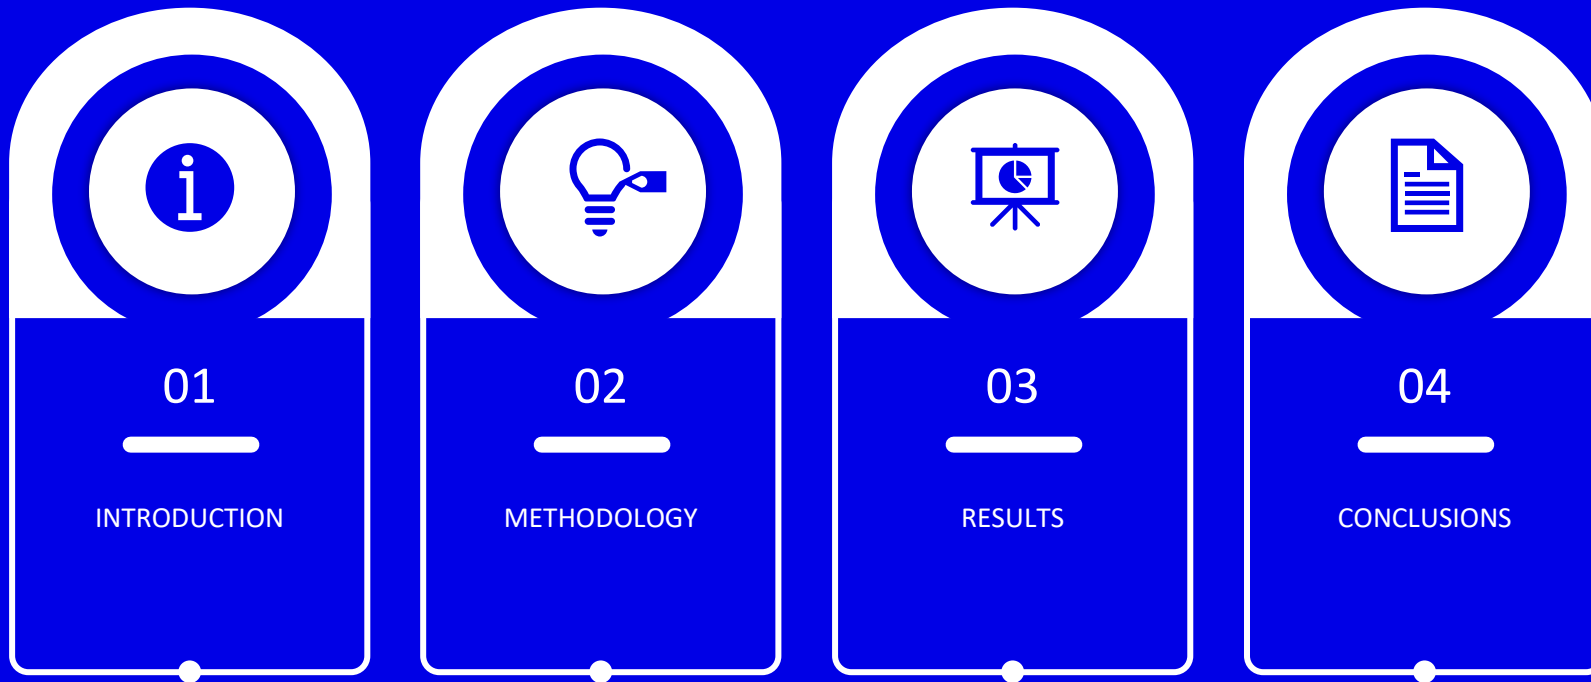 01
INTRODUCTION
02
METHODOLOGY
03
RESULTS
04
CONCLUSIONS